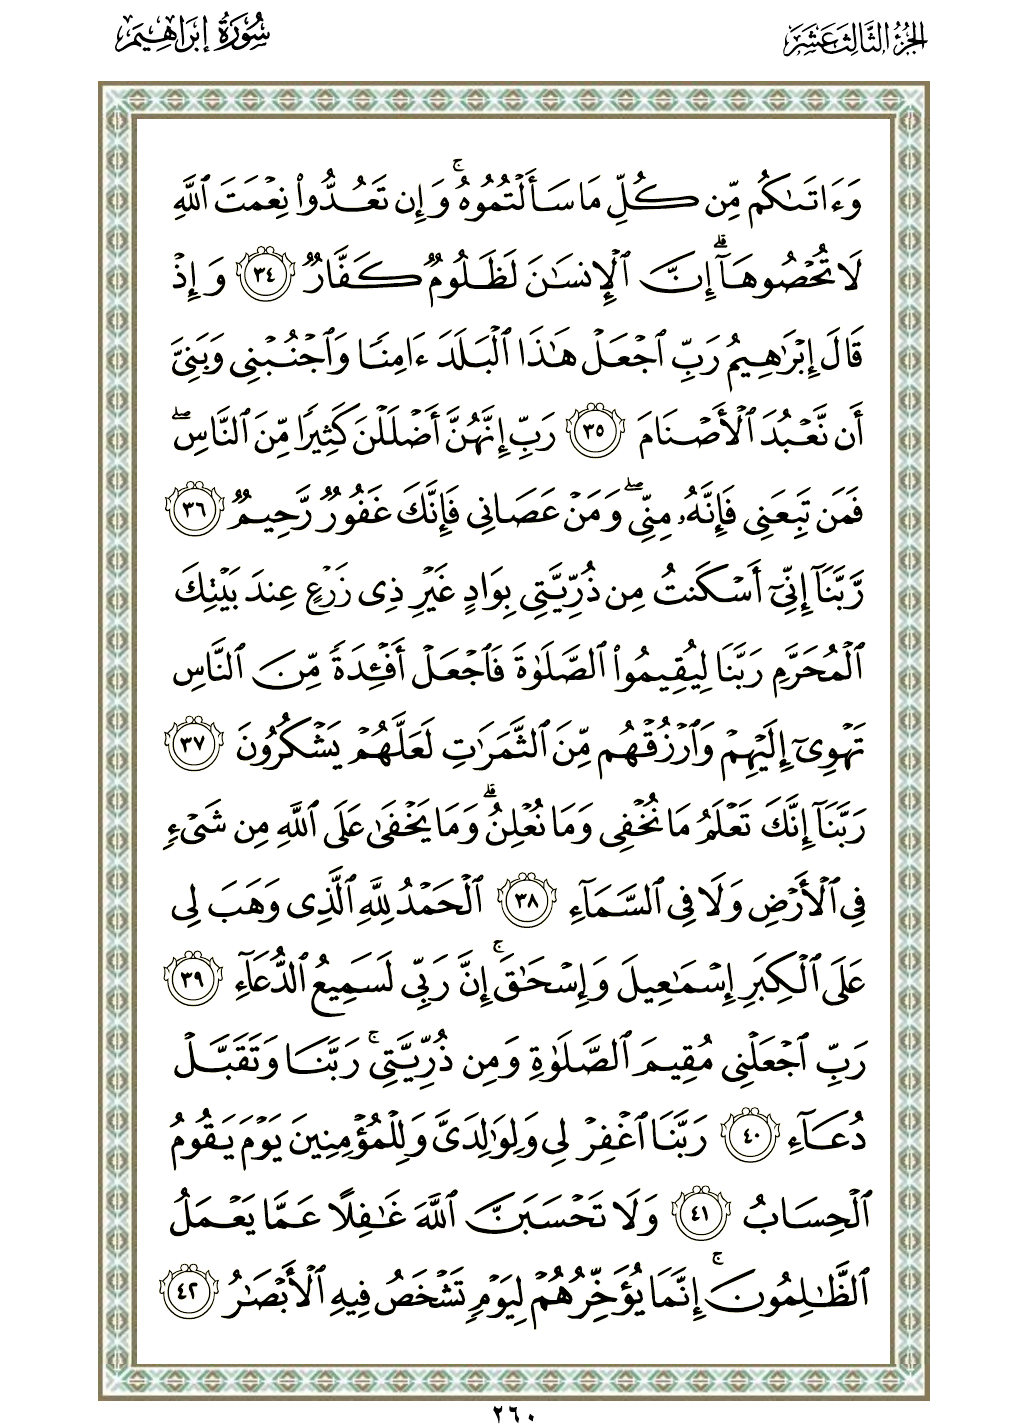 الجزء الثالث عشر
سورة إبراهيم
وَءَاتَىٰكُم مِّن كُلِّ مَا سَأَلْتُمُوهُ ۚ وَإِن تَعُدُّوا۟ نِعْمَتَ ٱللَّهِ
لَا تُحْصُوهَآ ۗ إِنَّ ٱلْإِنسَٰنَ لَظَلُومٌ كَفَّارٌ ٣٤ وَإِذْ
قَالَ إِبْرَٰهِيمُ رَبِّ ٱجْعَلْ هَٰذَا ٱلْبَلَدَ ءَامِنًا وَٱجْنُبْنِى وَبَنِىَّ
أَن نَّعْبُدَ ٱلْأَصْنَامَ ٣٥ رَبِّ إِنَّهُنَّ أَضْلَلْنَ كَثِيرًا مِّنَ ٱلنَّاسِ ۖ
فَمَن تَبِعَنِى فَإِنَّهُۥ مِنِّى ۖ وَمَنْ عَصَانِى فَإِنَّكَ غَفُورٌ رَّحِيمٌ ٣٦
رَّبَّنَآ إِنِّىٓ أَسْكَنتُ مِن ذُرِّيَّتِى بِوَادٍ غَيْرِ ذِى زَرْعٍ عِندَ بَيْتِكَ
ٱلْمُحَرَّمِ رَبَّنَا لِيُقِيمُوا۟ ٱلصَّلَوٰةَ فَٱجْعَلْ أَفْـِٔدَةً مِّنَ ٱلنَّاسِ
تَهْوِىٓ إِلَيْهِمْ وَٱرْزُقْهُم مِّنَ ٱلثَّمَرَٰتِ لَعَلَّهُمْ يَشْكُرُونَ ٣٧
رَبَّنَآ إِنَّكَ تَعْلَمُ مَا نُخْفِى وَمَا نُعْلِنُ ۗ وَمَا يَخْفَىٰ عَلَى ٱللَّهِ مِن شَىْءٍ
فِى ٱلْأَرْضِ وَلَا فِى ٱلسَّمَآءِ ٣٨ ٱلْحَمْدُ لِلَّهِ ٱلَّذِى وَهَبَ لِى
عَلَى ٱلْكِبَرِ إِسْمَٰعِيلَ وَإِسْحَٰقَ ۚ إِنَّ رَبِّى لَسَمِيعُ ٱلدُّعَآءِ ٣٩
رَبِّ ٱجْعَلْنِى مُقِيمَ ٱلصَّلَوٰةِ وَمِن ذُرِّيَّتِى ۚ رَبَّنَا وَتَقَبَّلْ
دُعَآءِ ٤٠ رَبَّنَا ٱغْفِرْ لِى وَلِوَٰلِدَىَّ وَلِلْمُؤْمِنِينَ يَوْمَ يَقُومُ
ٱلْحِسَابُ ٤١ وَلَا تَحْسَبَنَّ ٱللَّهَ غَٰفِلًا عَمَّا يَعْمَلُ
ٱلظَّٰلِمُونَ ۚ إِنَّمَا يُؤَخِّرُهُمْ لِيَوْمٍ تَشْخَصُ فِيهِ ٱلْأَبْصَٰرُ ٤٢
٢٦٠